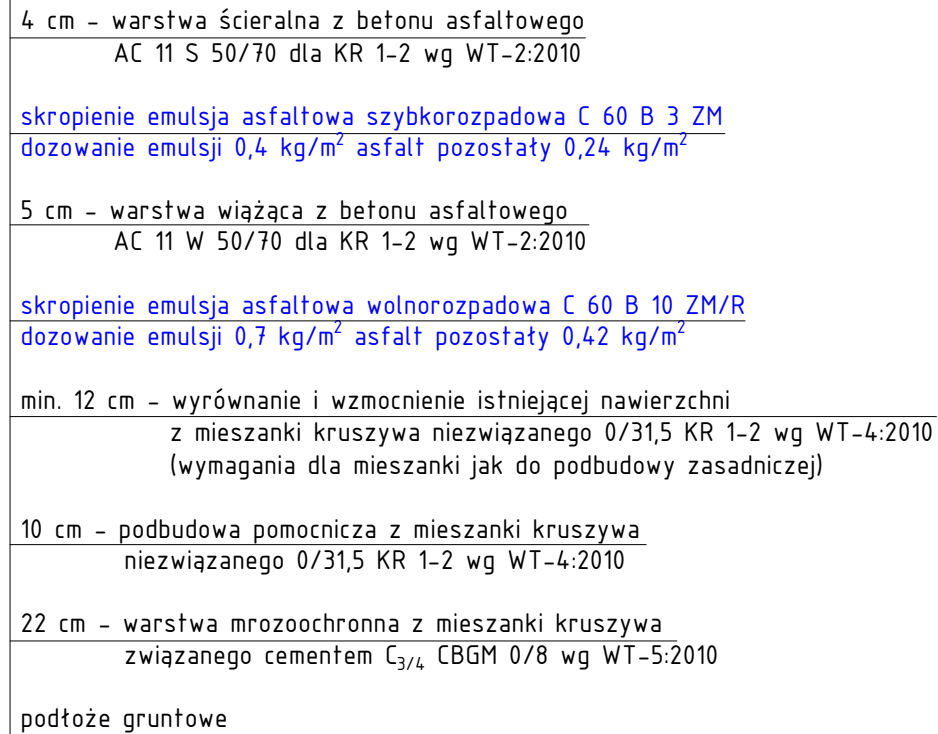 4 cm - warstwa ścieralna z betonu asfaltowego
AC 11 S 50/70 dla KR 1-2 wg WT-2:2010
skropienie emulsja asfaltowa szybkorozpadowa C 60 B 3 ZM
dozowanie emulsji 0,4 kg/m² asfalt pozostały 0,24 kg/m²
5 cm - warstwa wiążąca z betonu asfaltowego
AC 11 W 50/70 dla KR 1-2 wg WT-2:2010
skropienie emulsja asfaltowa wolnorozpadowa C 60 B 10 ZM/R
dozowanie emulsji 0,7 kg/m² asfalt pozostały 0,42 kg/m²
min. 12 cm - wyrównanie i wzmocnienie istniejącej nawierzchni
z mieszanki kruszywa niezwiązanego 0/31,5 KR 1-2 wg WT-4:2010
(wymagania dla mieszanki jak do podbudowy zasadniczej)
10 cm - podbudowa pomocnicza z mieszanki kruszywa
niezwiązanego 0/31,5 KR 1-2 wg WT-4:2010
22 cm - warstwa mrozoochronna z mieszanki kruszywa
związanego cementem C₃/₄ CBGM 0/8 wg WT-5:2010
podłoże gruntowe